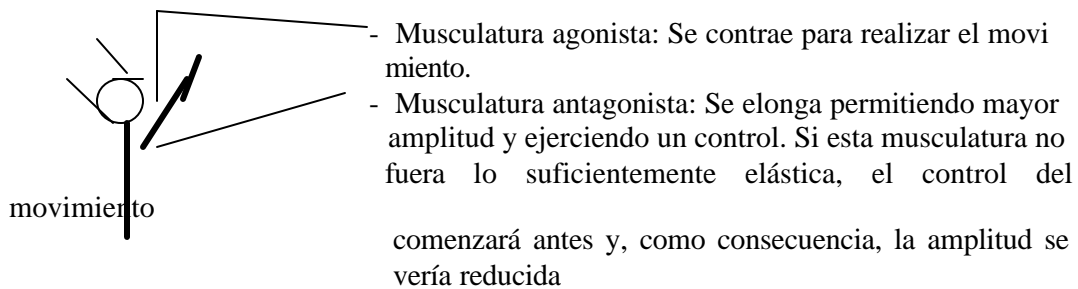 - Musculatura agonista: Se contrae para realizar el movi
miento.
- Musculatura antagonista: Se elonga permitiendo mayor
amplitud y ejerciendo un control. Si esta musculatura no
fuera lo suficientemente elástica, el control del
movimiento
comenzará antes y, como consecuencia, la amplitud se
vería reducida